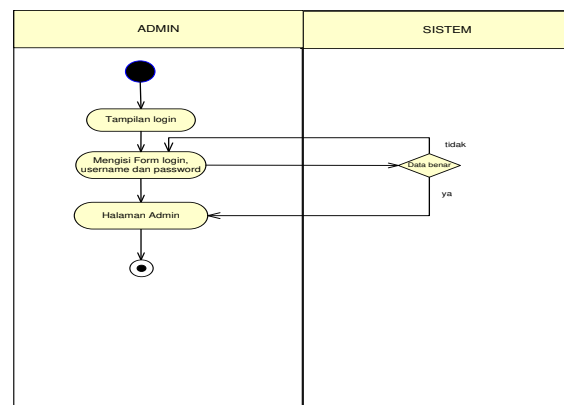 ADMIN
SISTEM
Tampilan login
tidak
Mengisi Form login,
username dan password
Data benar
ya
Halaman Admin